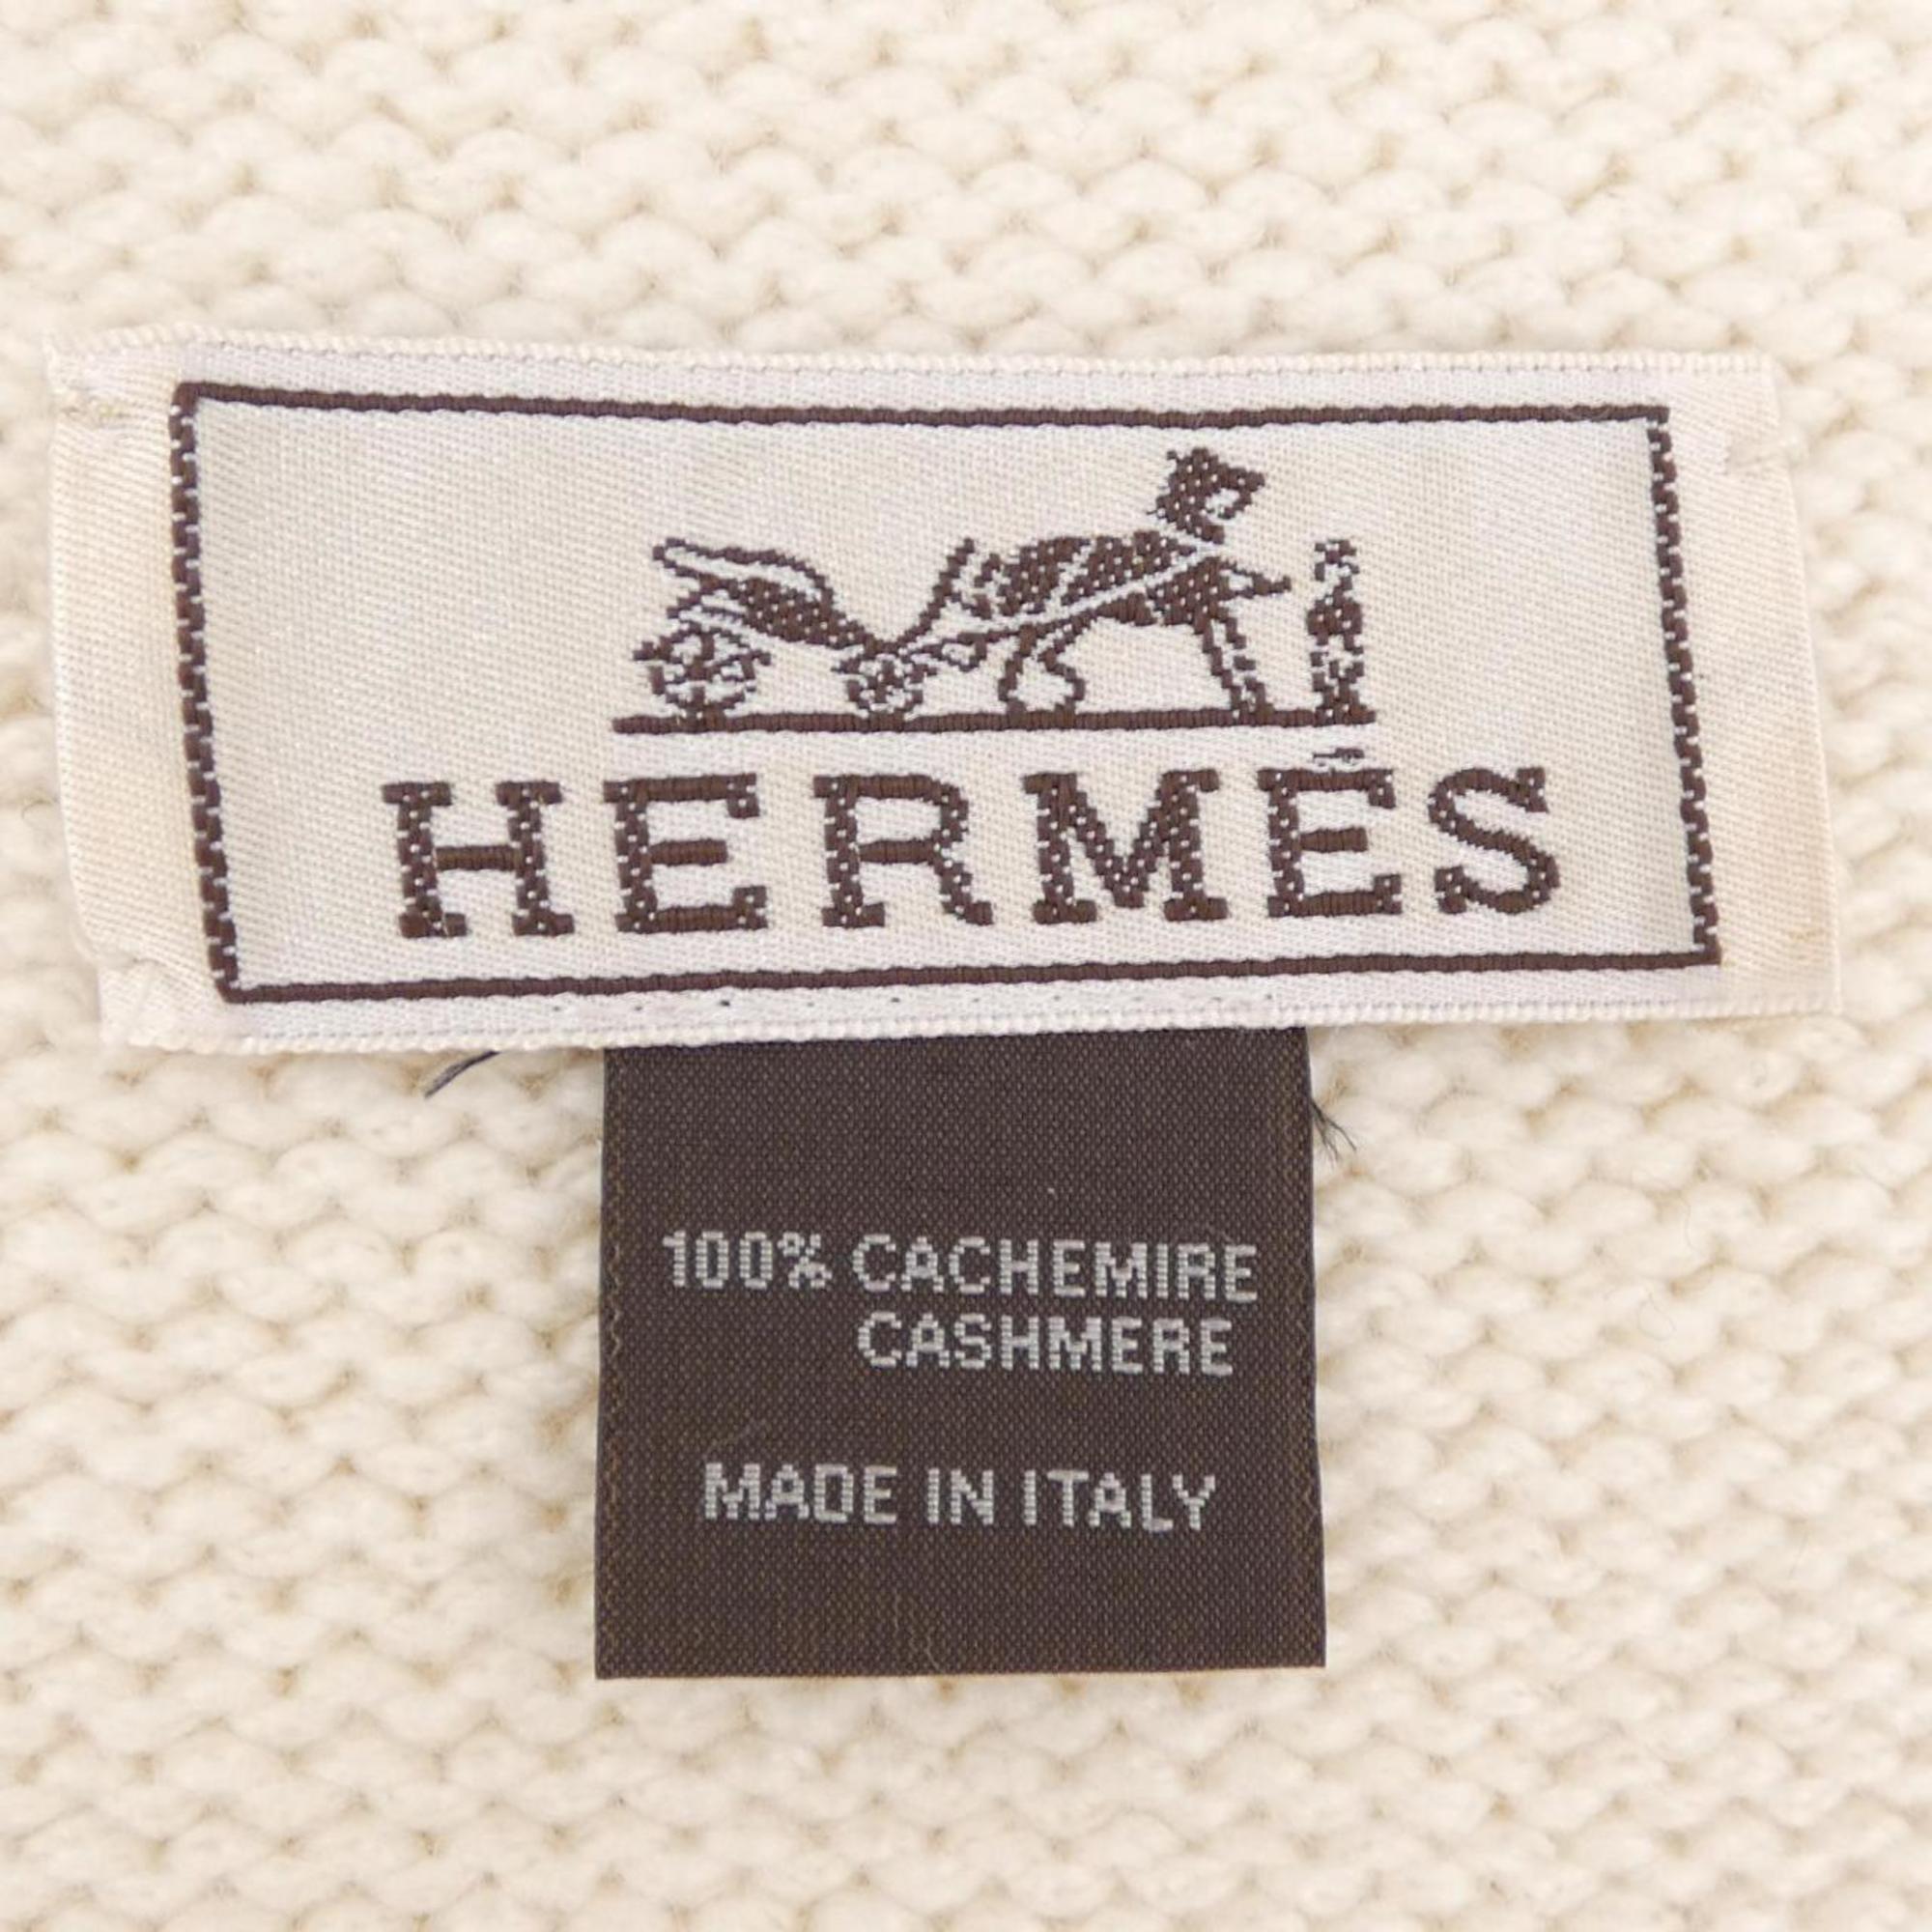 HERMÈS
100% CACHEMIRE
CASHMERE
MADE IN ITALY